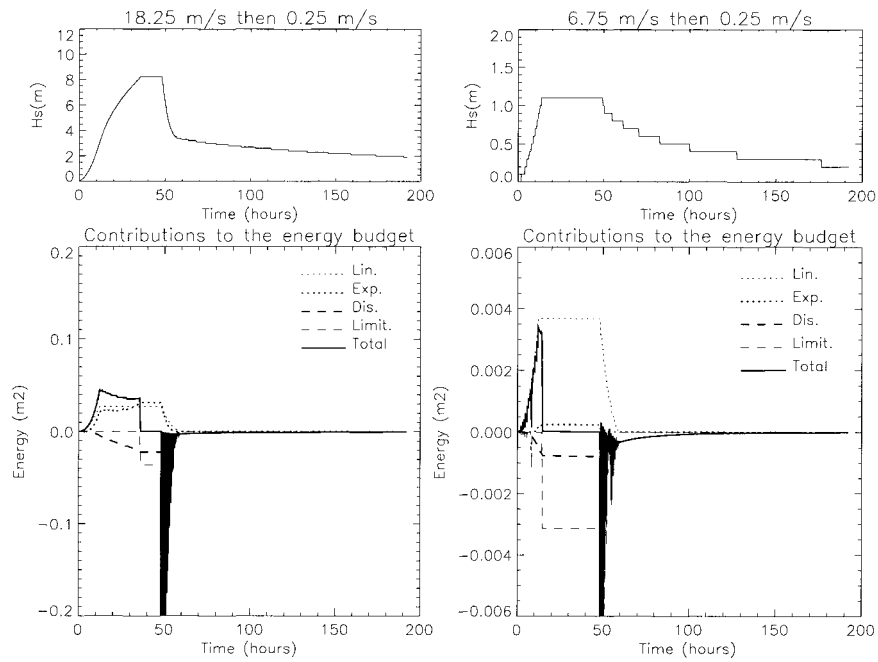 18.25 m/s then 0.25 m/s
12
10
8
6
4
2
0
Hs(m)
0 50 100 150 200
Time (hours)
6.75 m/s then 0.25 m/s
2.0
1.5
1.0
0.5
0.0
Hs(m)
0 50 100 150 200
Time (hours)
Contributions to the energy budget
0.2
0.1
0.0
-0.1
-0.2
Energy (m2)
Lin.
Exp.
Dis.
Limit.
Total
0 50 100 150 200
Time (hours)
Contributions to the energy budget
0.006
0.004
0.002
0.000
-0.002
-0.004
-0.006
Energy (m2)
Lin.
Exp.
Dis.
Limit.
Total
0 50 100 150 200
Time (hours)